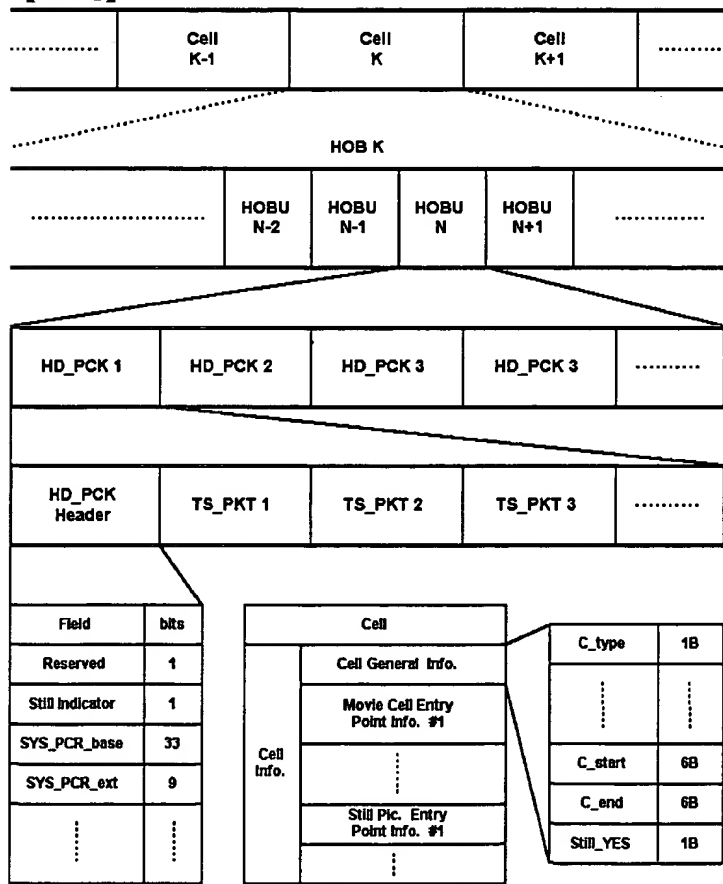 Cell K-1
Cell K
Cell K+1
HOB K
HOBU N-2
HOBU N-1
HOBU N
HOBU N+1
HD_PCK 1
HD_PCK 2
HD_PCK 3
HD_PCK 3
HD_PCK Header
TS_PKT 1
TS_PKT 2
TS_PKT 3
Field
bits
Reserved
1
Still Indicator
1
SYS_PCR_base
33
SYS_PCR_ext
9
Cell
Cell Info.
Cell General Info.
Movie Cell Entry
Point Info. #1
Still Pic. Entry
Point Info. #1
C_type
1B
C_start
6B
C_end
6B
Still_YES
1B